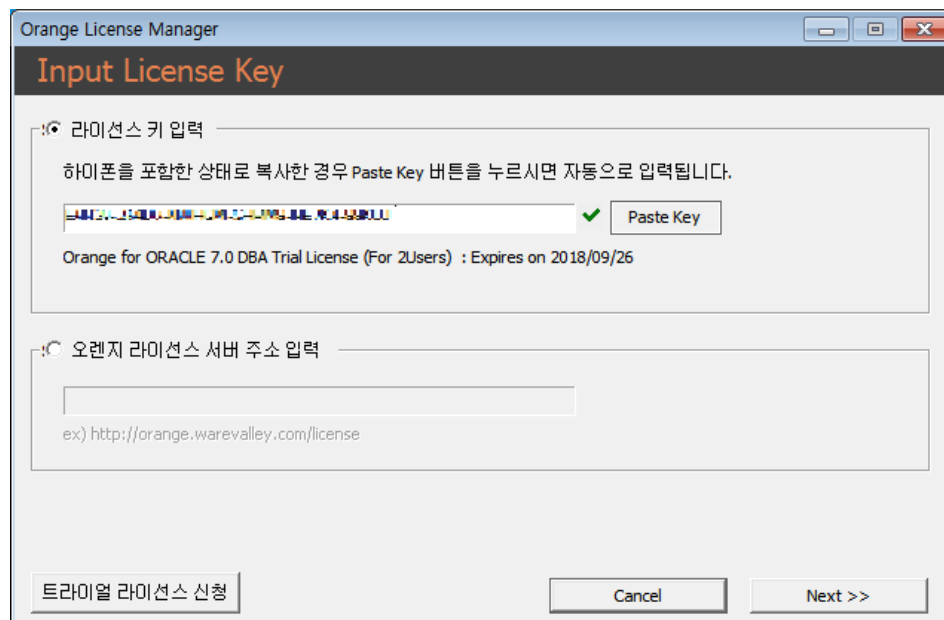 Orange License Manager
Input License Key
라이선스 키 입력
하이폰을 포함한 상태로 복사한 경우 Paste Key 버튼을 누르시면 자동으로 입력됩니다.
Paste Key
Orange for ORACLE 7.0 DBA Trial License (For 2Users) : Expires on 2018/09/26
오렌지 라이선스 서버 주소 입력
ex) http://orange.warevalley.com/license
트라이얼 라이선스 신청
Cancel
Next >>